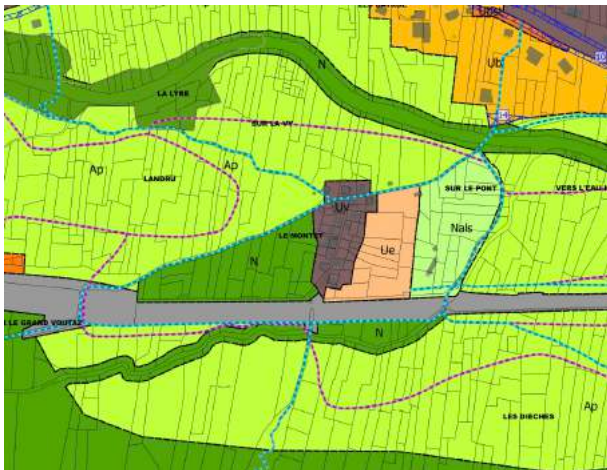 N
Ub
LA LYRE
14
SUR LA VY
Ap
Ap
LANDRU
SUR LE PONT
VERS L'EAU
Uv
Nals
LE MONTET
Ue
N
LE GRAND VOUTAZ
N
Ap
LES DIECHES